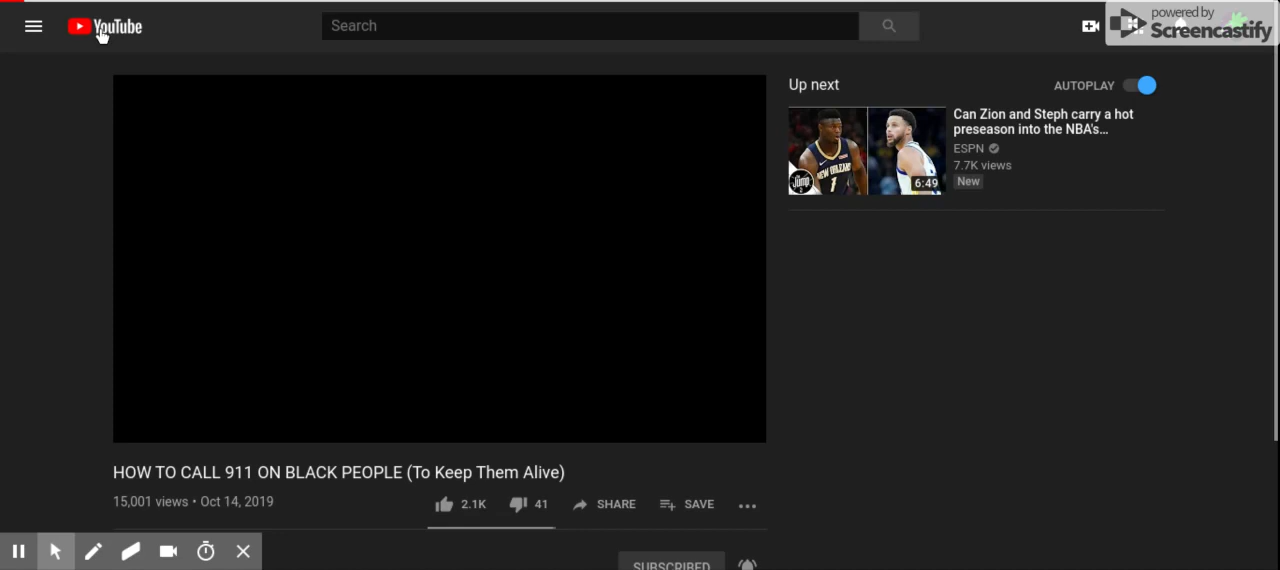 YouTube
Search
powered by
Screencastify
Up next
AUTOPLAY
Can Zion and Steph carry a hot
preseason into the NBA's...
ESPN
7.7K views
New
NEW ORLEANS
1
Jump
6:49
HOW TO CALL 911 ON BLACK PEOPLE (To Keep Them Alive)
15,001 views • Oct 14, 2019
2.1K
41
SHARE
SAVE
SUBSCRIBED